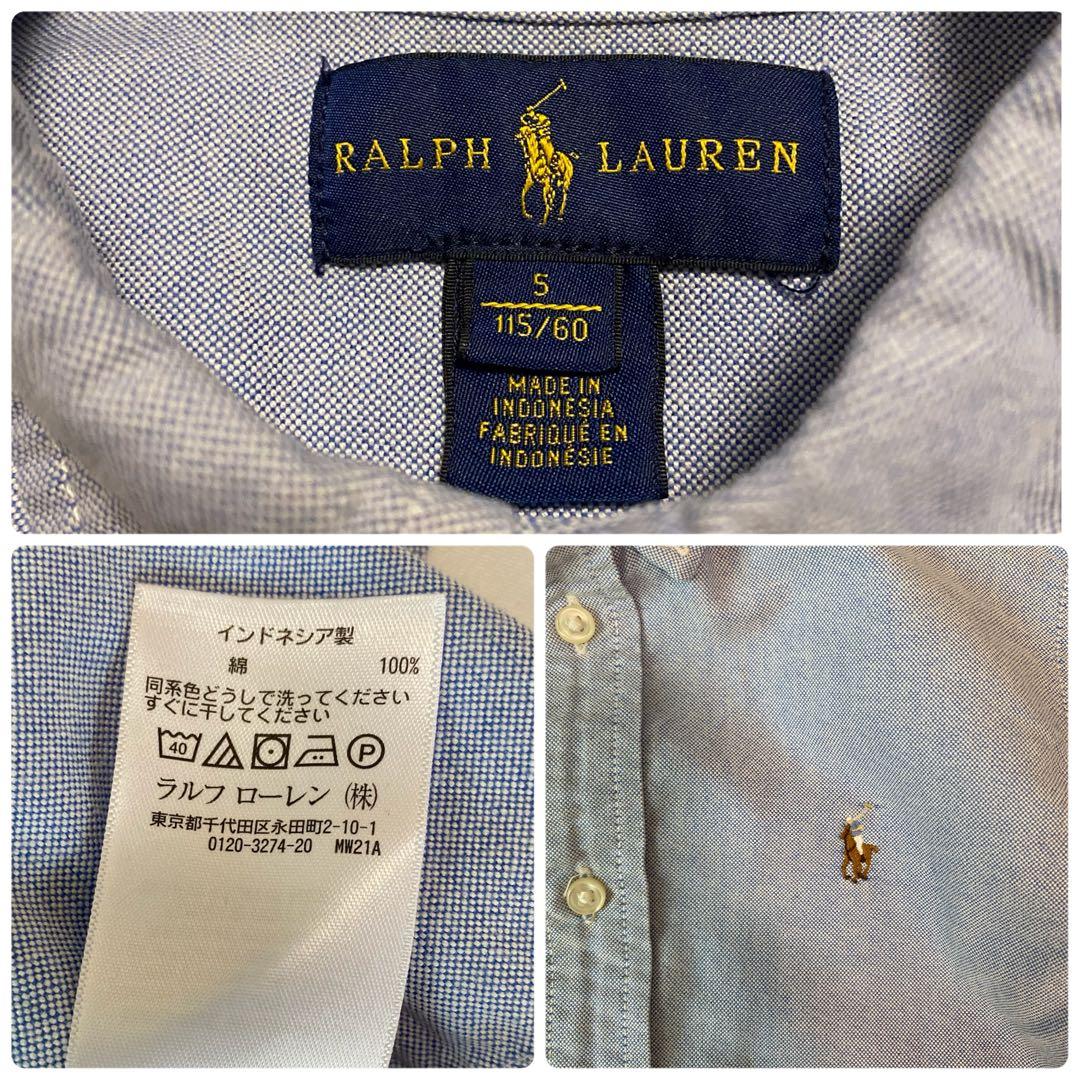 RALPH LAUREN
5
115/60
MADE IN
INDONESIA
FABRIQUÉ EN
INDONÉSIE
インドネシア製
綿 100%
同系色どうしで洗ってください
すぐに干してください
40 P
ラルフ ローレン (株)
東京都千代田区永田町2-10-1
0120-3274-20 MW21A